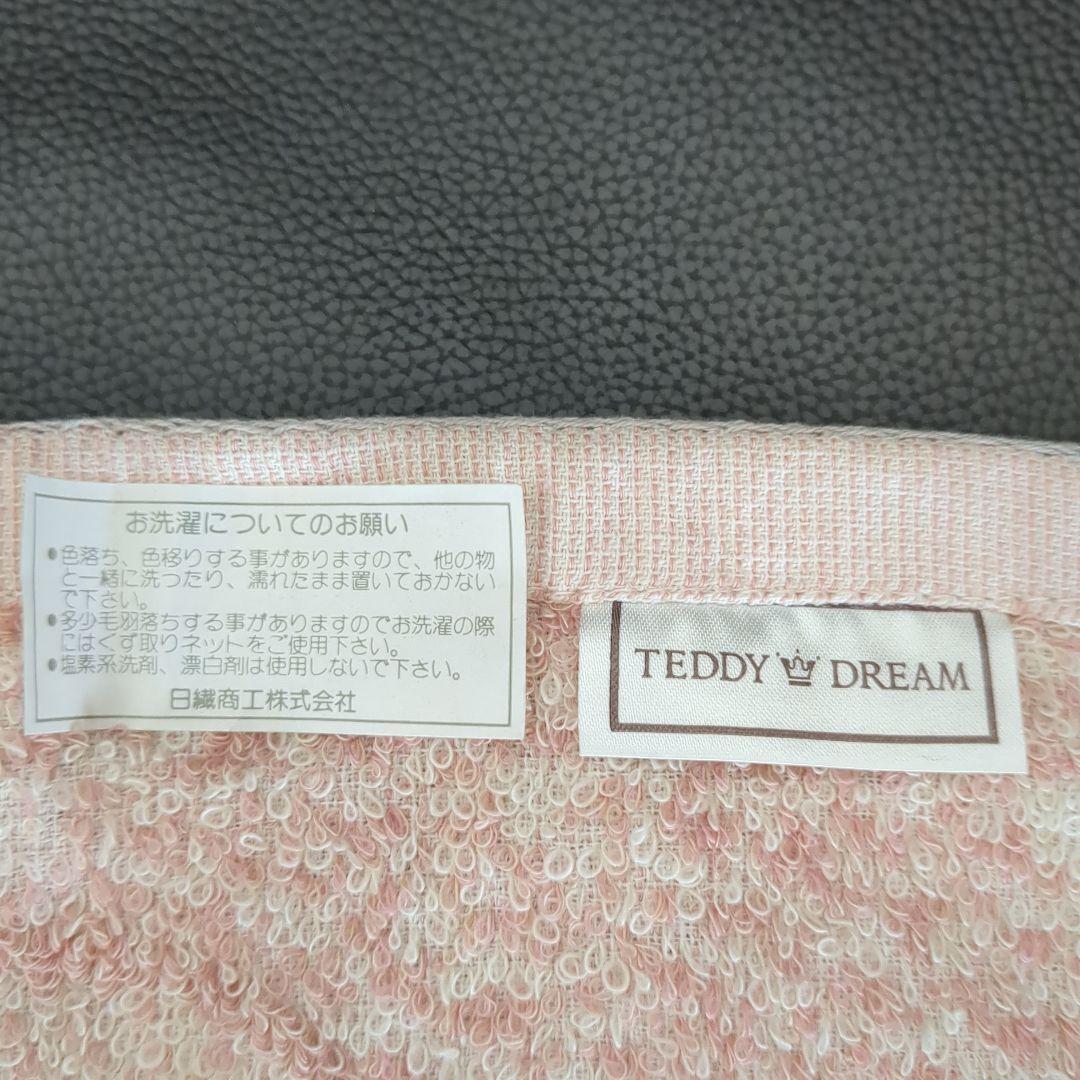 お洗濯についてのお願い
•色落ち、色移りする事がありますので、他の物
と一緒に洗ったり、濡れたまま置いておかない
で下さい。
•多少毛羽落ちする事がありますのでお洗濯の際
にはくず取りネットをご使用下さい。
•塩素系洗剤、漂白剤は使用しないで下さい。
日繊商工株式会社
TEDDY DREAM